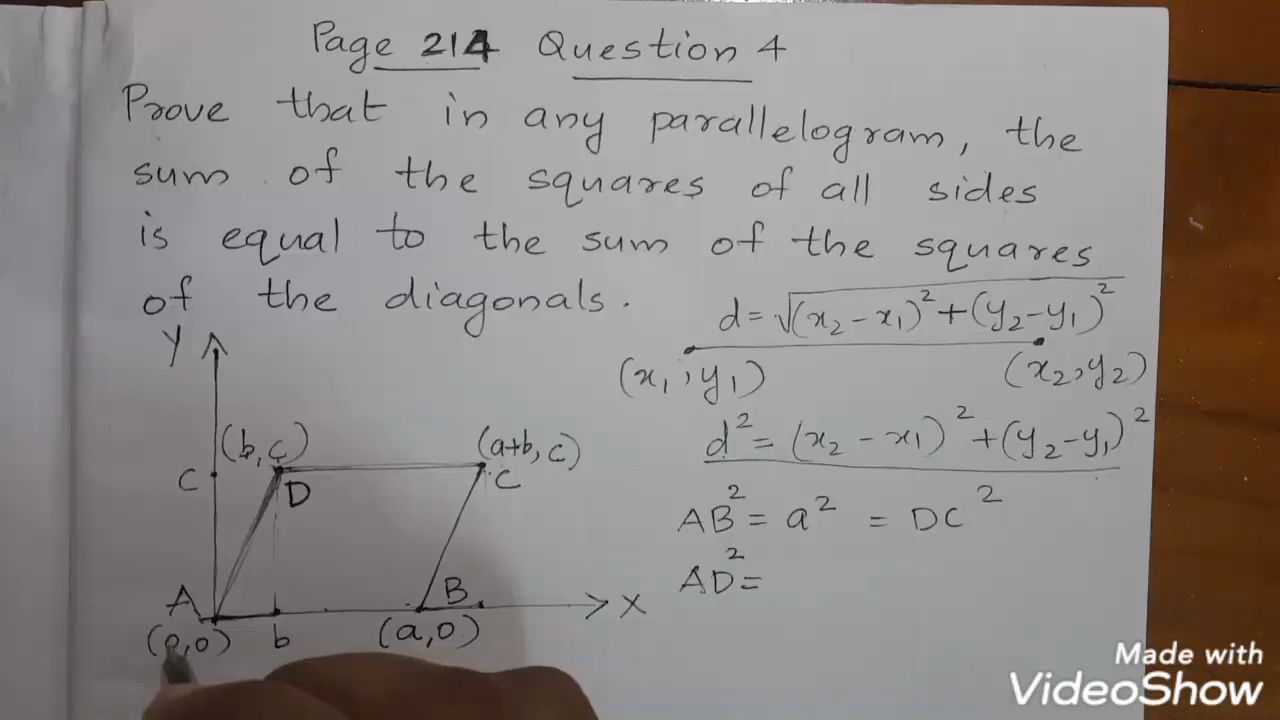 Page 214 Question 4
Prove that in any parallelogram, the
sum of the squares of all sides
is equal to the sum of the squares
of the diagonals.
d = √(x₂ - x₁)² + (y₂ - y₁)²
(x₁, y₁) (x₂, y₂)
d² = (x₂ - x₁)² + (y₂ - y₁)²
AB² = a² = DC²
AD² =
Y
(b, c) (a+b, c)
C D C
A B X
(0,0) b (a,0)
Made with
VideoShow